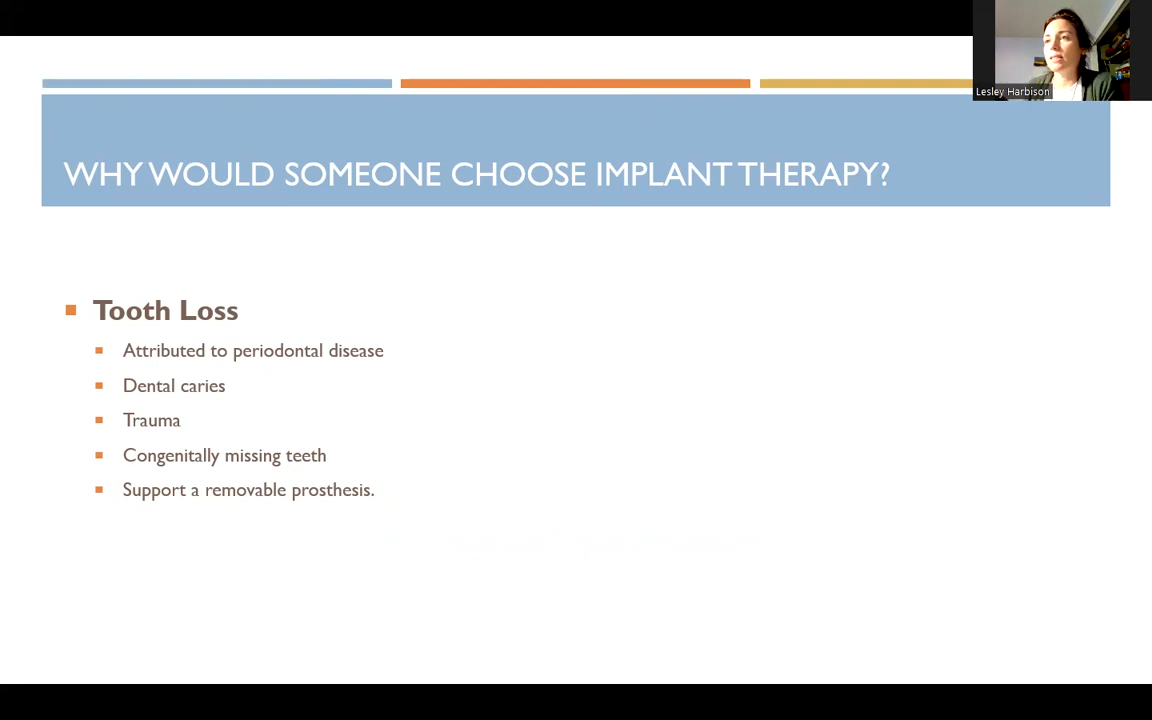 Lesley Harbison
WHY WOULD SOMEONE CHOOSE IMPLANT THERAPY?
Tooth Loss
Attributed to periodontal disease
Dental caries
Trauma
Congenitally missing teeth
Support a removable prosthesis.